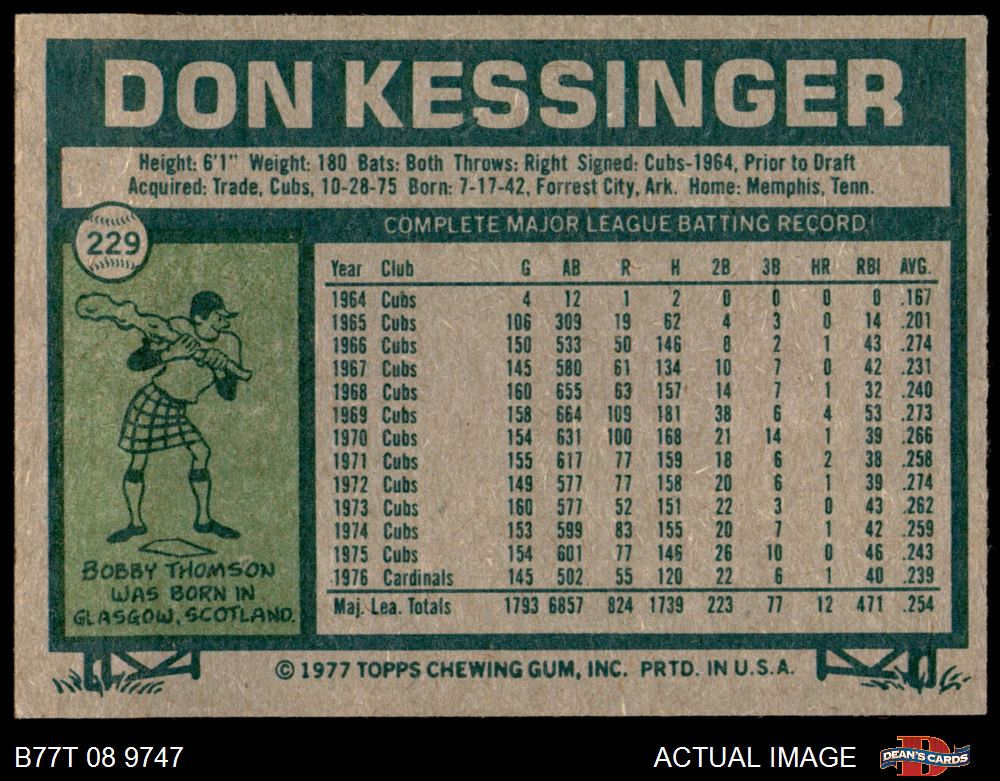 DON KESSINGER
Height: 6'1" Weight: 180 Bats: Both Throws: Right Signed: Cubs-1964, Prior to Draft
Acquired: Trade, Cubs, 10-28-75 Born: 7-17-42, Forrest City, Ark. Home: Memphis, Tenn.
229
COMPLETE MAJOR LEAGUE BATTING RECORD
Year Club G AB R H 2B 3B HR RBI AVG.
1964 Cubs 4 12 1 2 0 0 0 0 .167
1965 Cubs 106 309 19 62 4 3 0 14 .201
1966 Cubs 150 533 50 146 8 2 1 43 .274
1967 Cubs 145 580 61 134 10 7 0 42 .231
1968 Cubs 160 655 63 157 14 7 1 32 .240
1969 Cubs 158 664 109 181 38 6 4 53 .273
1970 Cubs 154 631 100 168 21 14 1 39 .266
1971 Cubs 155 617 77 159 18 6 2 38 .258
1972 Cubs 149 577 77 158 20 6 1 39 .274
1973 Cubs 160 577 52 151 22 3 0 43 .262
1974 Cubs 153 599 83 155 20 7 1 42 .259
1975 Cubs 154 601 77 146 26 10 0 46 .243
1976 Cardinals 145 502 55 120 22 6 1 40 .239
Maj. Lea. Totals 1793 6857 824 1739 223 77 12 471 .254
BOBBY THOMSON
WAS BORN IN
GLASGOW, SCOTLAND.
© 1977 TOPPS CHEWING GUM, INC. PRTD. IN U.S.A.
B77T 08 9747
ACTUAL IMAGE
DEAN'S CARDS